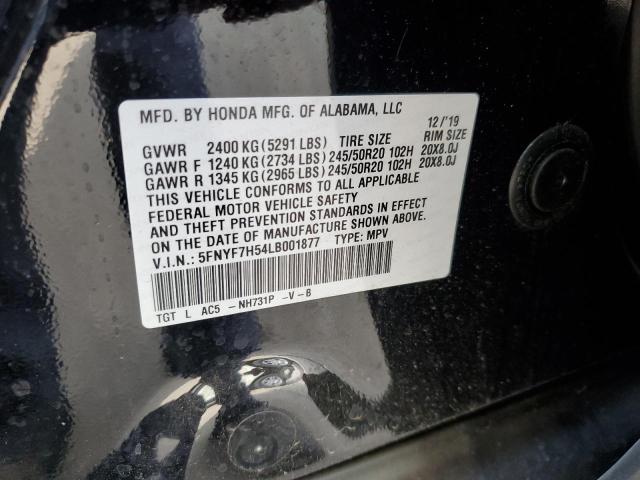 MFD. BY HONDA MFG. OF ALABAMA, LLC 12/'19
GVWR 2400 KG (5291 LBS) TIRE SIZE RIM SIZE
GAWR F 1240 KG (2734 LBS) 245/50R20 102H 20X8.0J
GAWR R 1345 KG (2965 LBS) 245/50R20 102H 20X8.0J
THIS VEHICLE CONFORMS TO ALL APPLICABLE
FEDERAL MOTOR VEHICLE SAFETY
AND THEFT PREVENTION STANDARDS IN EFFECT
ON THE DATE OF MANUFACTURE SHOWN ABOVE.
V.I.N.: 5FNYF7H54LB001877 TYPE: MPV
TGT L AC5 -NH731P -V-B